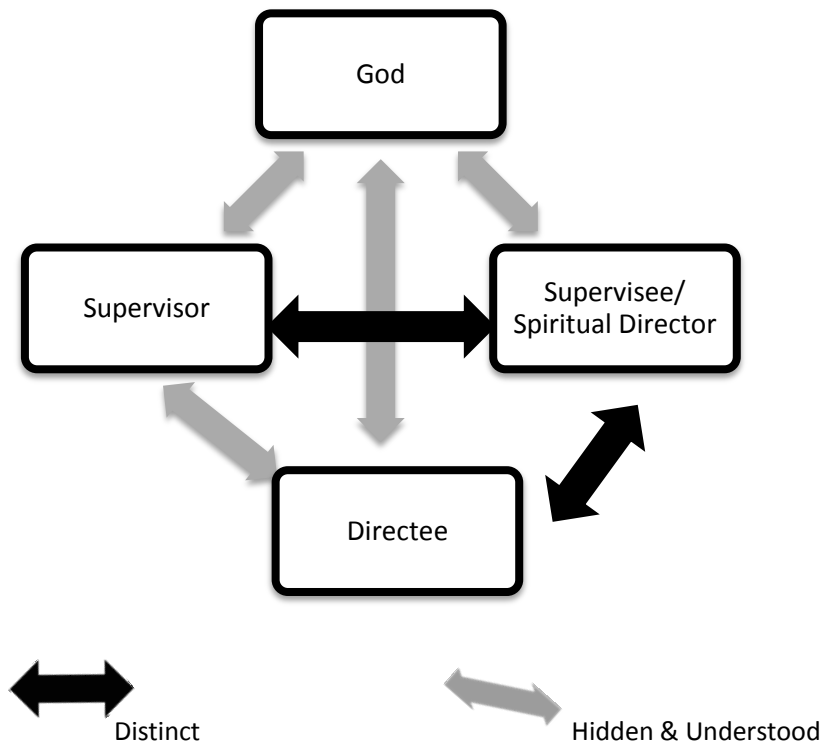 God
Supervisor
Supervisee/
Spiritual Director
Directee
Distinct
Hidden & Understood